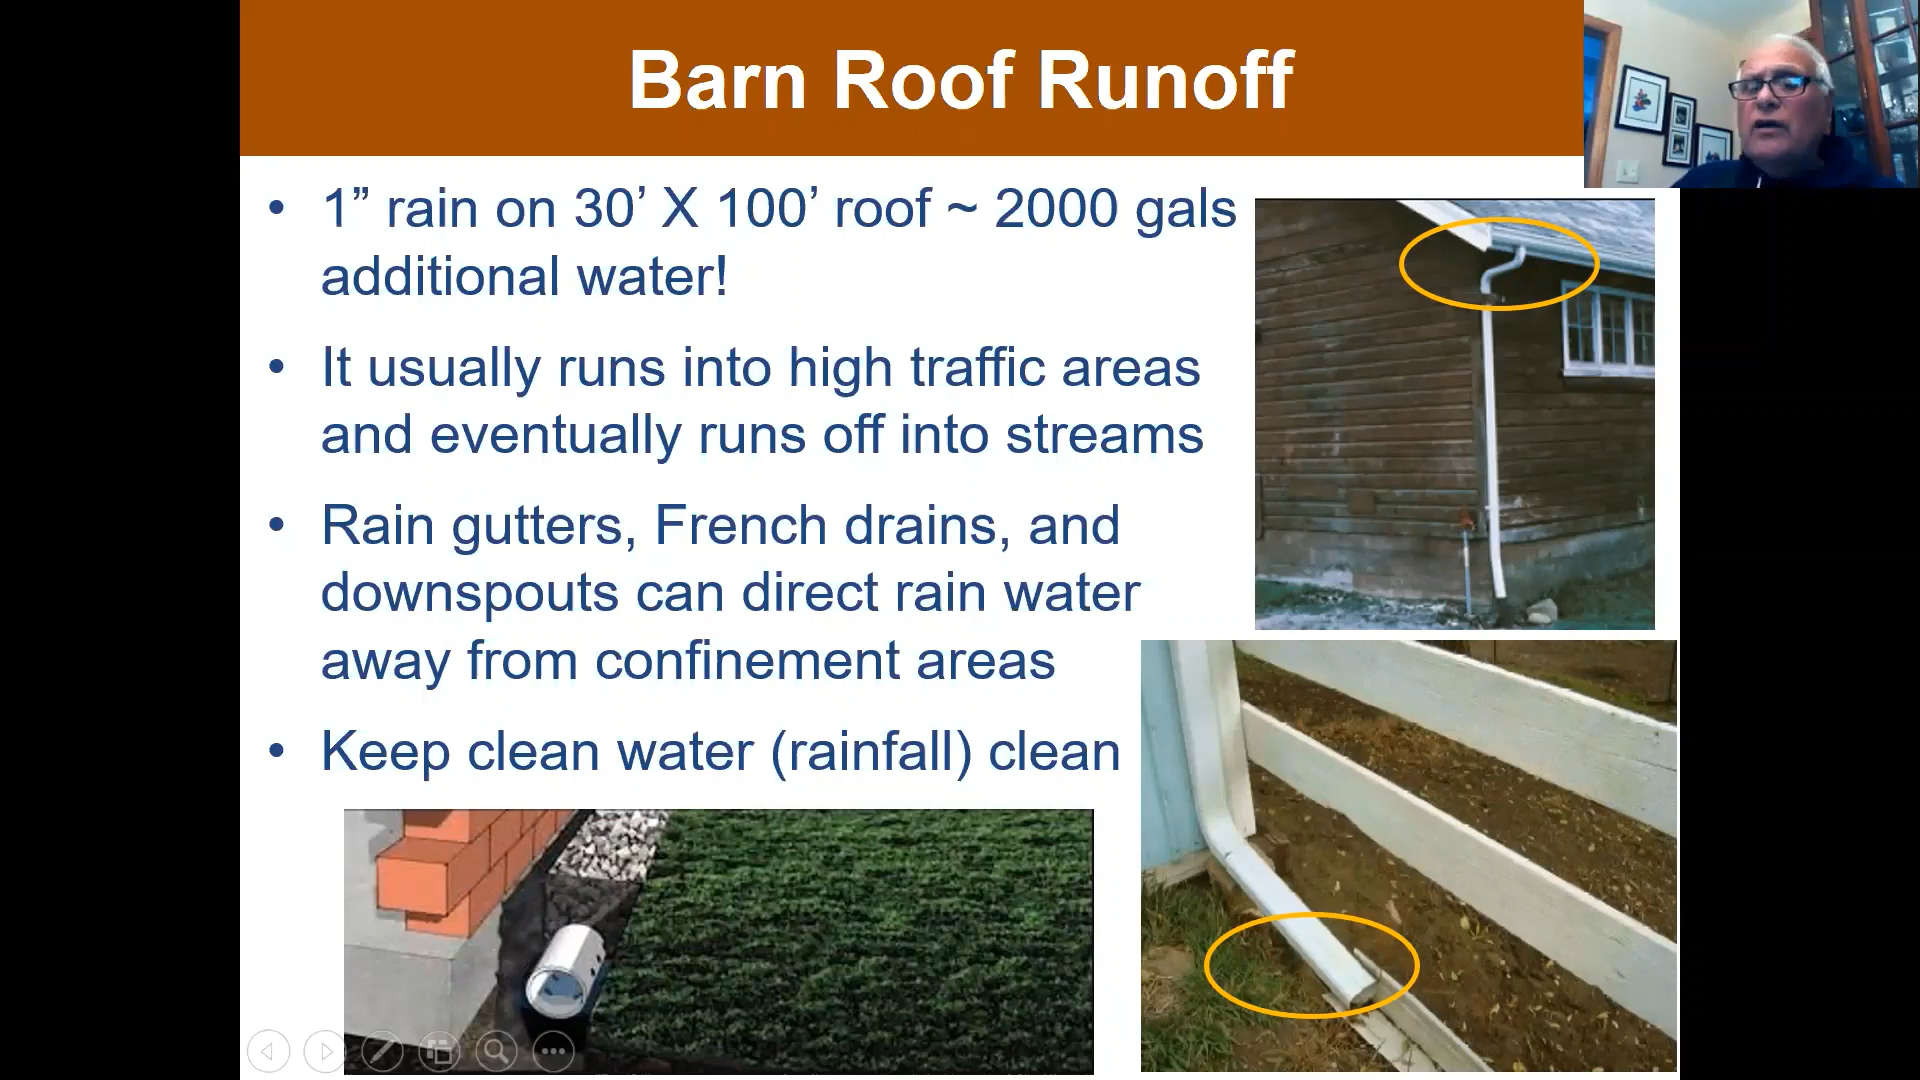 Barn Roof Runoff
• 1” rain on 30’ X 100’ roof ~ 2000 gals
additional water!
• It usually runs into high traffic areas
and eventually runs off into streams
• Rain gutters, French drains, and
downspouts can direct rain water
away from confinement areas
• Keep clean water (rainfall) clean